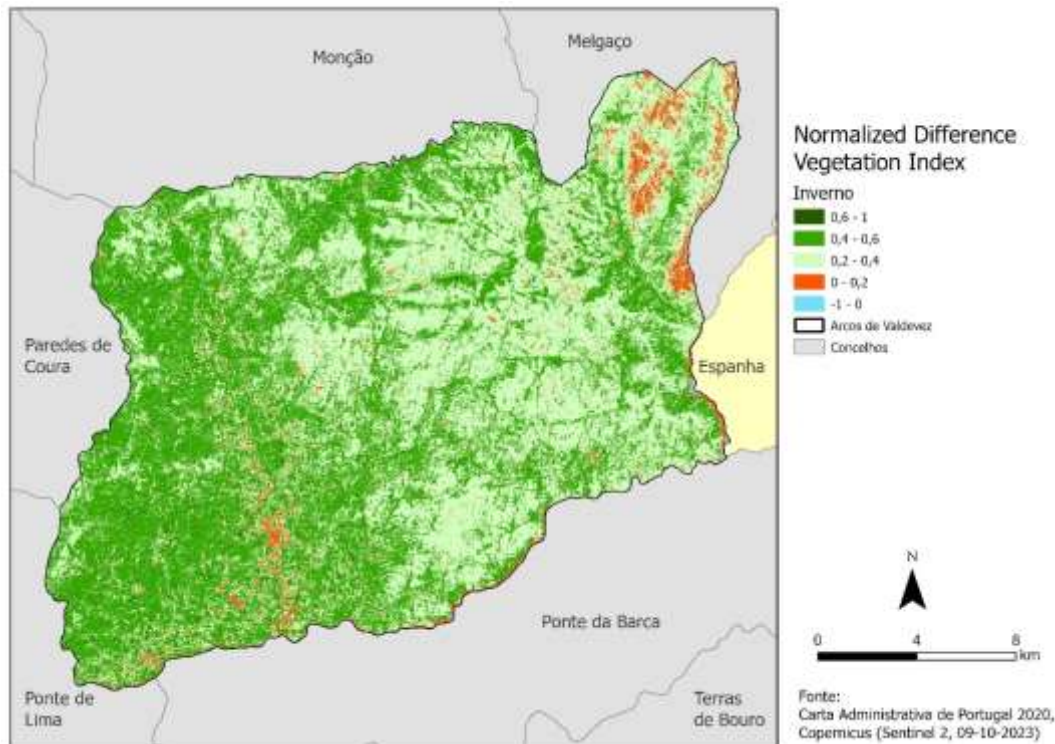 Melgaço
Monção
Paredes de
Coura
Espanha
Ponte da Barca
Ponte de
Lima
Terras
de Bouro
Normalized Difference
Vegetation Index
Inverno
0,6 - 1
0,4 - 0,6
0,2 - 0,4
0 - 0,2
-1 - 0
Arcos de Valdevez
Concelhos
N
0 4 8
km
Fonte:
Carta Administrativa de Portugal 2020,
Copernicus (Sentinel 2, 09-10-2023)